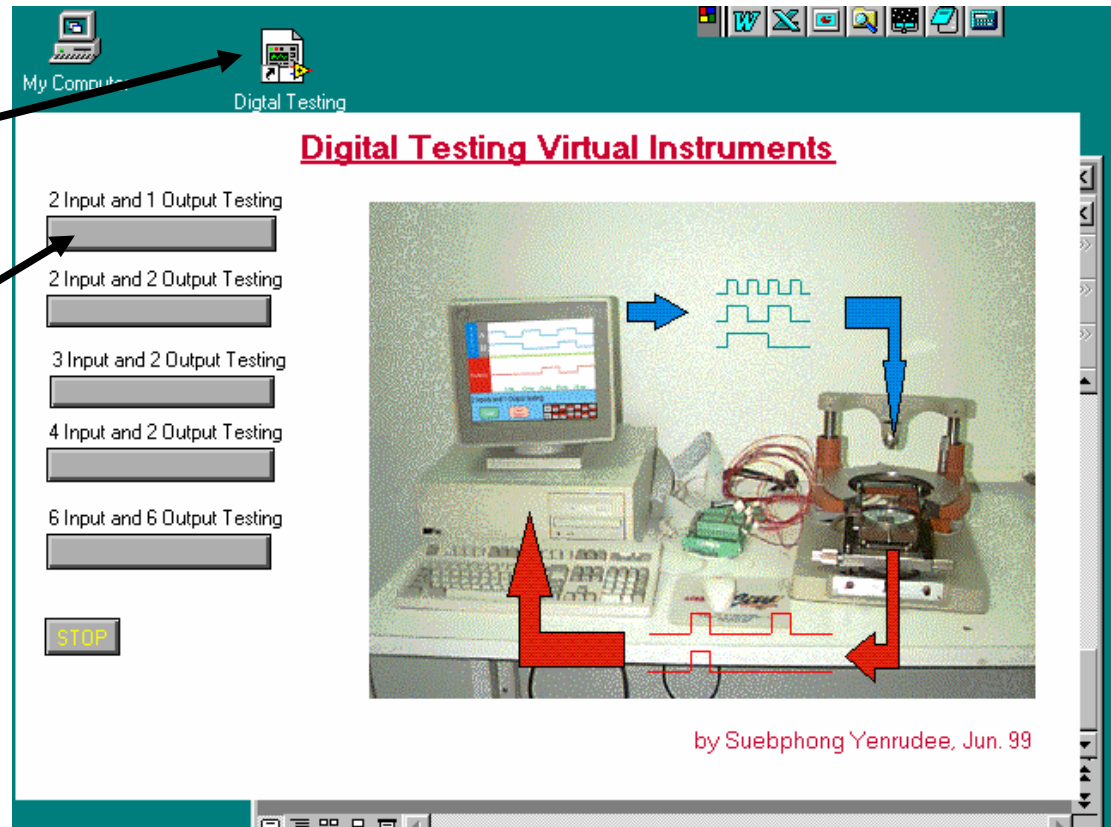 My Computer
Digtal Testing
Digital Testing Virtual Instruments
2 Input and 1 Output Testing
2 Input and 2 Output Testing
3 Input and 2 Output Testing
4 Input and 2 Output Testing
6 Input and 6 Output Testing
STOP
by Suebphong Yenrudee, Jun. 99